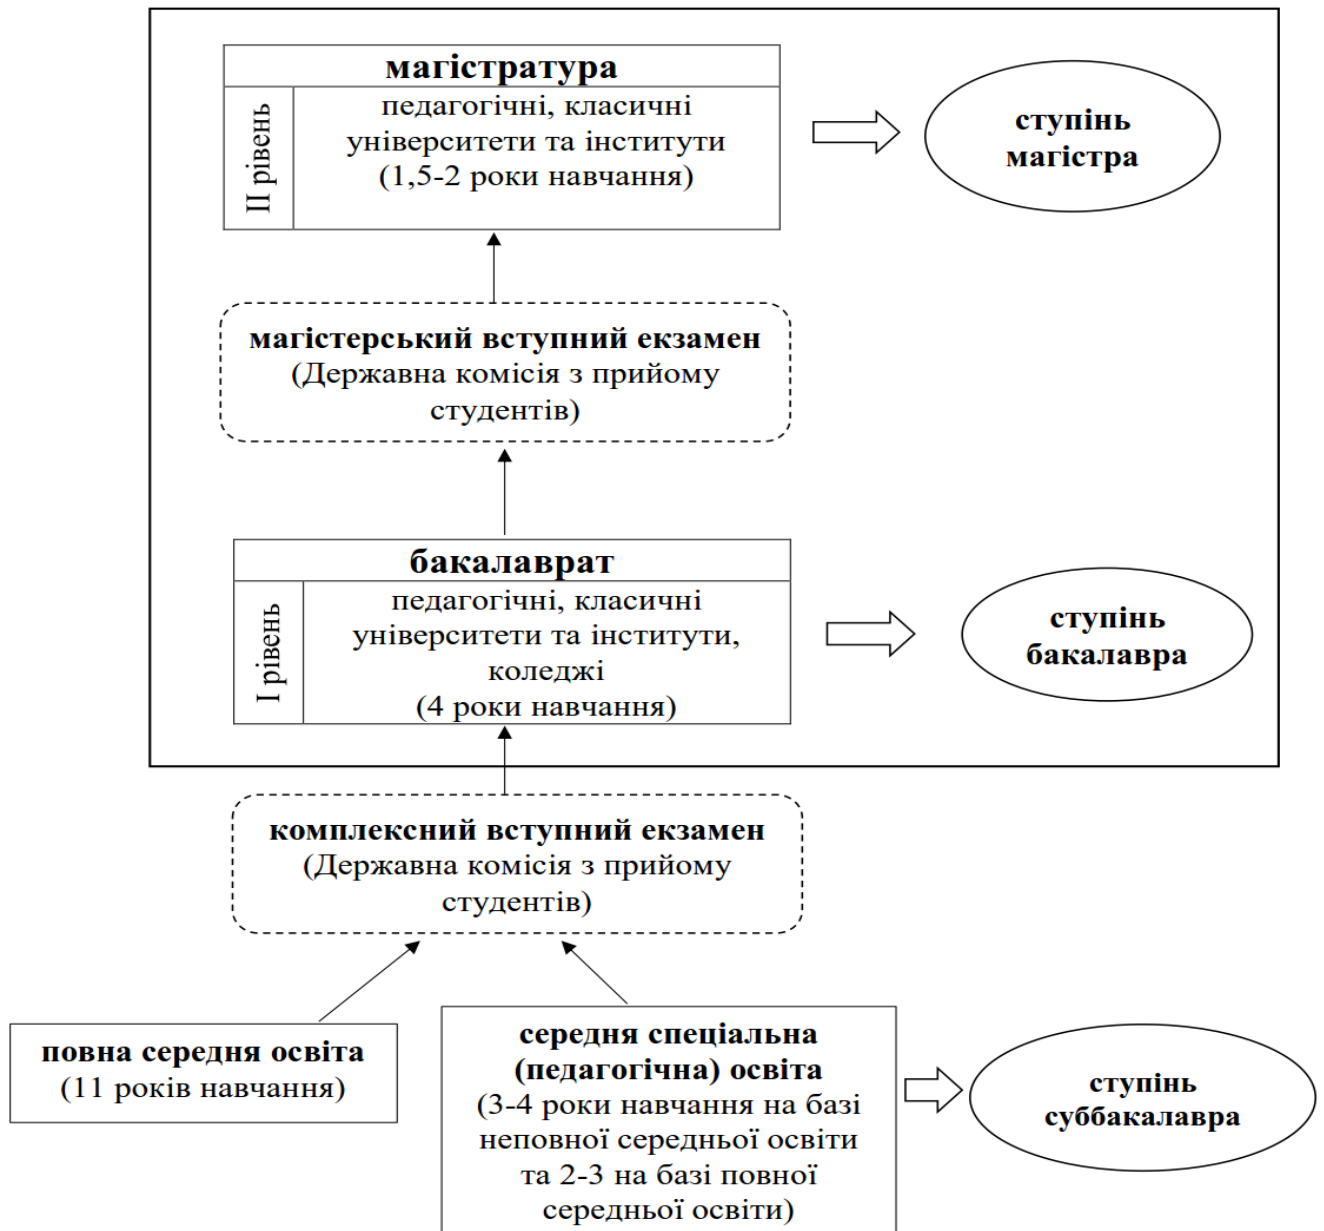 магістратура
II рівень
педагогічні, класичні
університети та інститути
(1,5-2 роки навчання)
ступінь
магістра
магістерський вступний екзамен
(Державна комісія з прийому
студентів)
бакалаврат
I рівень
педагогічні, класичні
університети та інститути,
коледжі
(4 роки навчання)
ступінь
бакалавра
комплексний вступний екзамен
(Державна комісія з прийому
студентів)
повна середня освіта
(11 років навчання)
середня спеціальна
(педагогічна) освіта
(3-4 роки навчання на базі
неповної середньої освіти
та 2-3 на базі повної
середньої освіти)
ступінь
суббакалавра